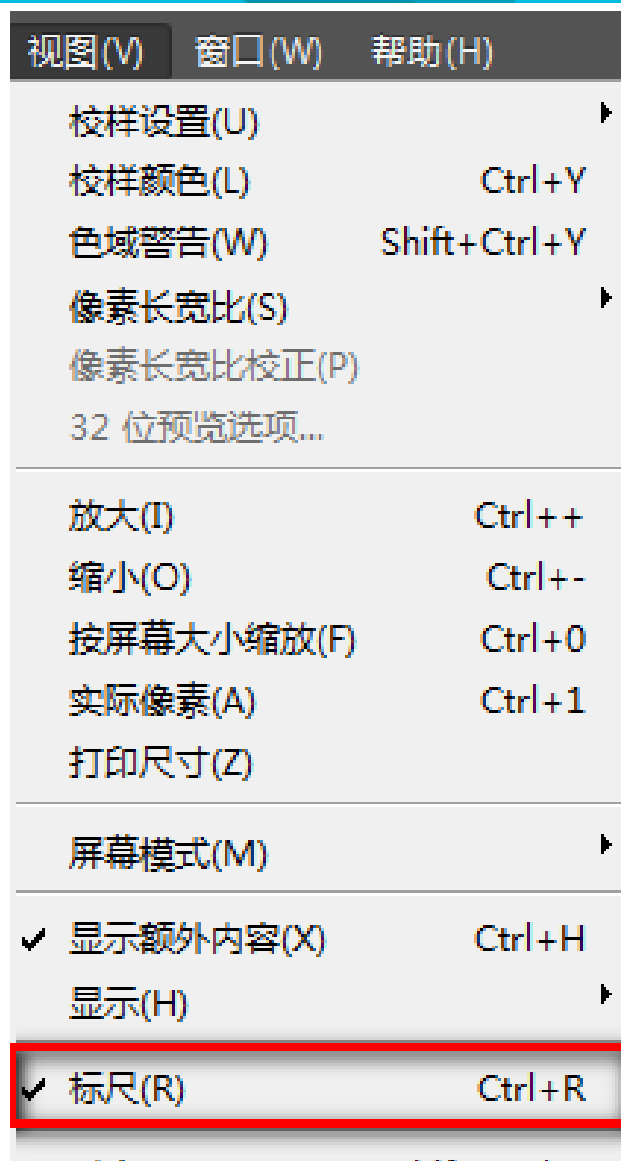 视图(V) 窗口(W) 帮助(H)
校样设置(U)
校样颜色(L) Ctrl+Y
色域警告(W) Shift+Ctrl+Y
像素长宽比(S)
像素长宽比校正(P)
32 位预览选项...
放大(I) Ctrl++
缩小(O) Ctrl+-
按屏幕大小缩放(F) Ctrl+0
实际像素(A) Ctrl+1
打印尺寸(Z)
屏幕模式(M)
显示额外内容(X) Ctrl+H
显示(H)
标尺(R) Ctrl+R